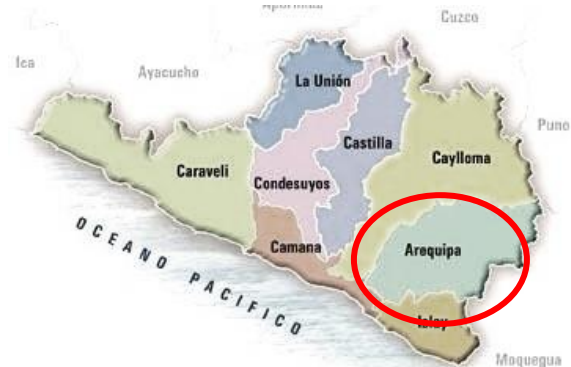 Cuzco
Ica
Ayacucho
La Unión
Puno
Castilla
Caylloma
Caraveli
Condesuyos
Camana
Arequipa
OCEANO PACIFICO
Islay
Moquegua